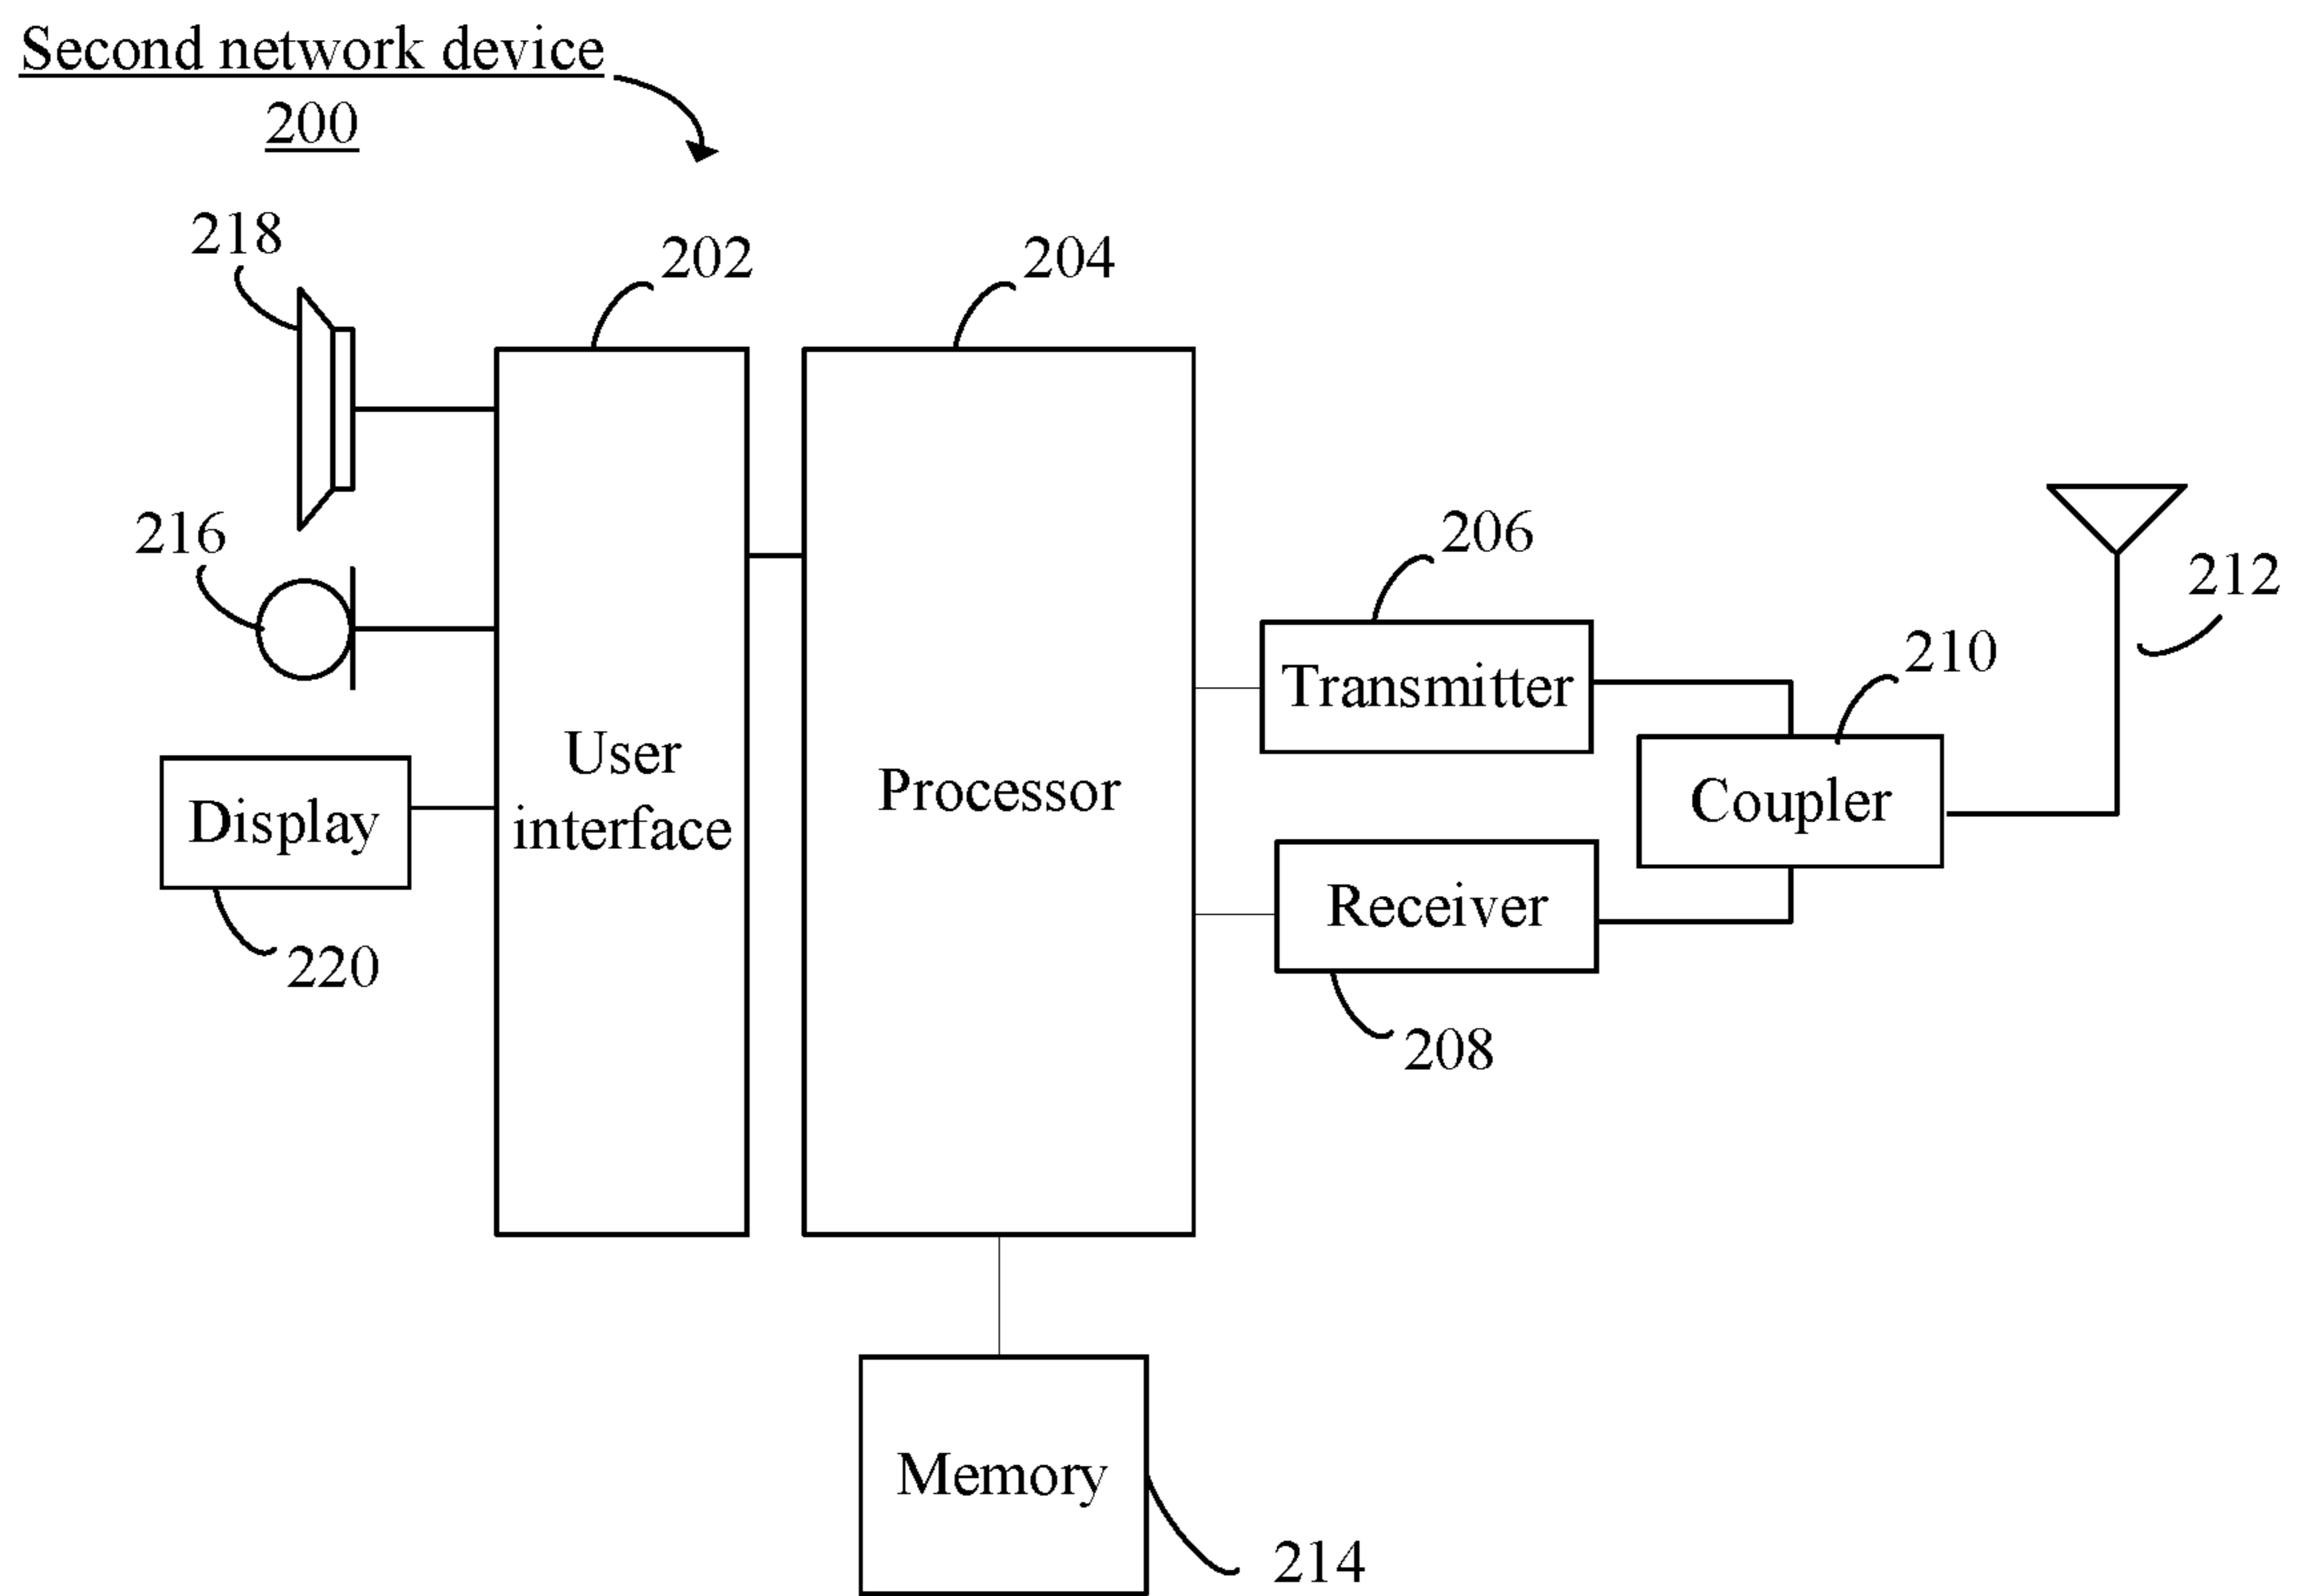 Second network device
200
218
202
204
216
206
212
210
Transmitter
User
interface
Processor
Coupler
Display
Receiver
220
208
Memory
214